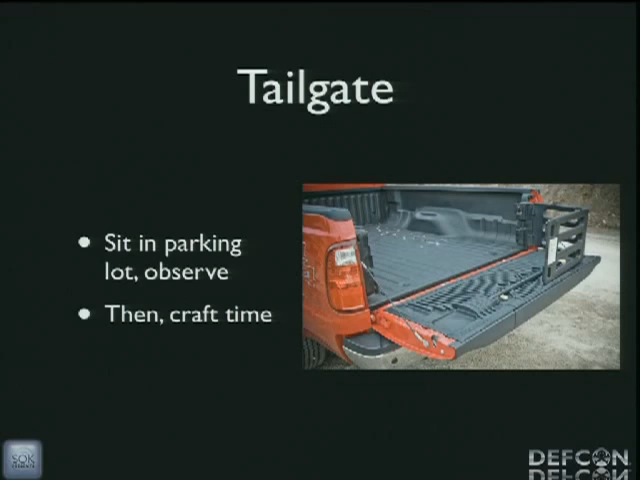 Tailgate
Sit in parking
lot, observe
Then, craft time
SOK
DEFCON